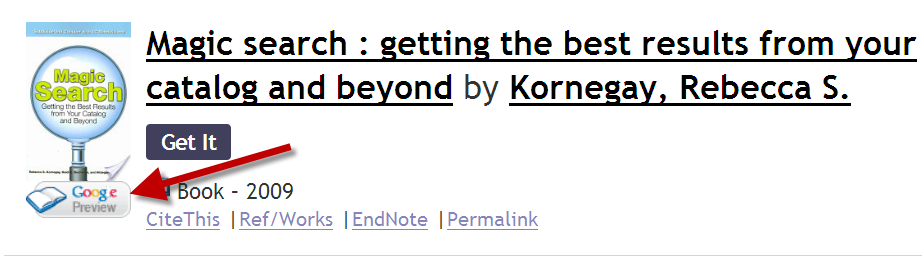 Magic search : getting the best results from your
catalog and beyond by Kornegay, Rebecca S.
Magic
Search
Getting the Best Results
from Your Catalog
and Beyond
Get It
Google
Preview
Book – 2009
CiteThis | Ref/Works | EndNote | Permalink